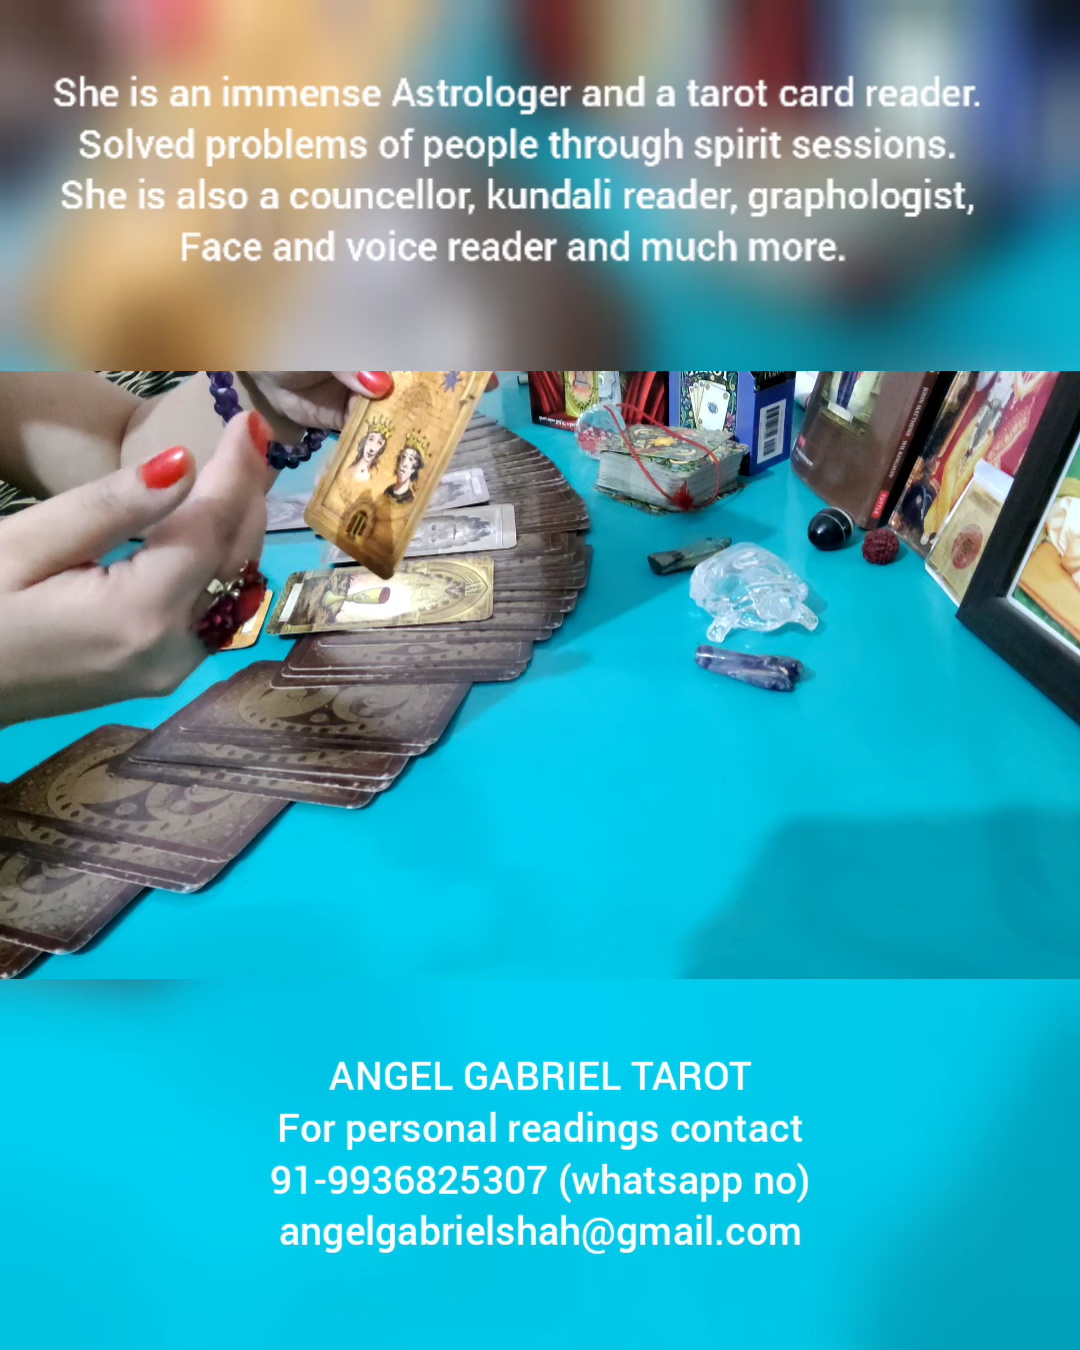 She is an immense Astrologer and a tarot card reader.
Solved problems of people through spirit sessions.
She is also a councellor, kundali reader, graphologist,
Face and voice reader and much more.
ANGEL GABRIEL TAROT
For personal readings contact
91-9936825307 (whatsapp no)
angelgabrielshah@gmail.com